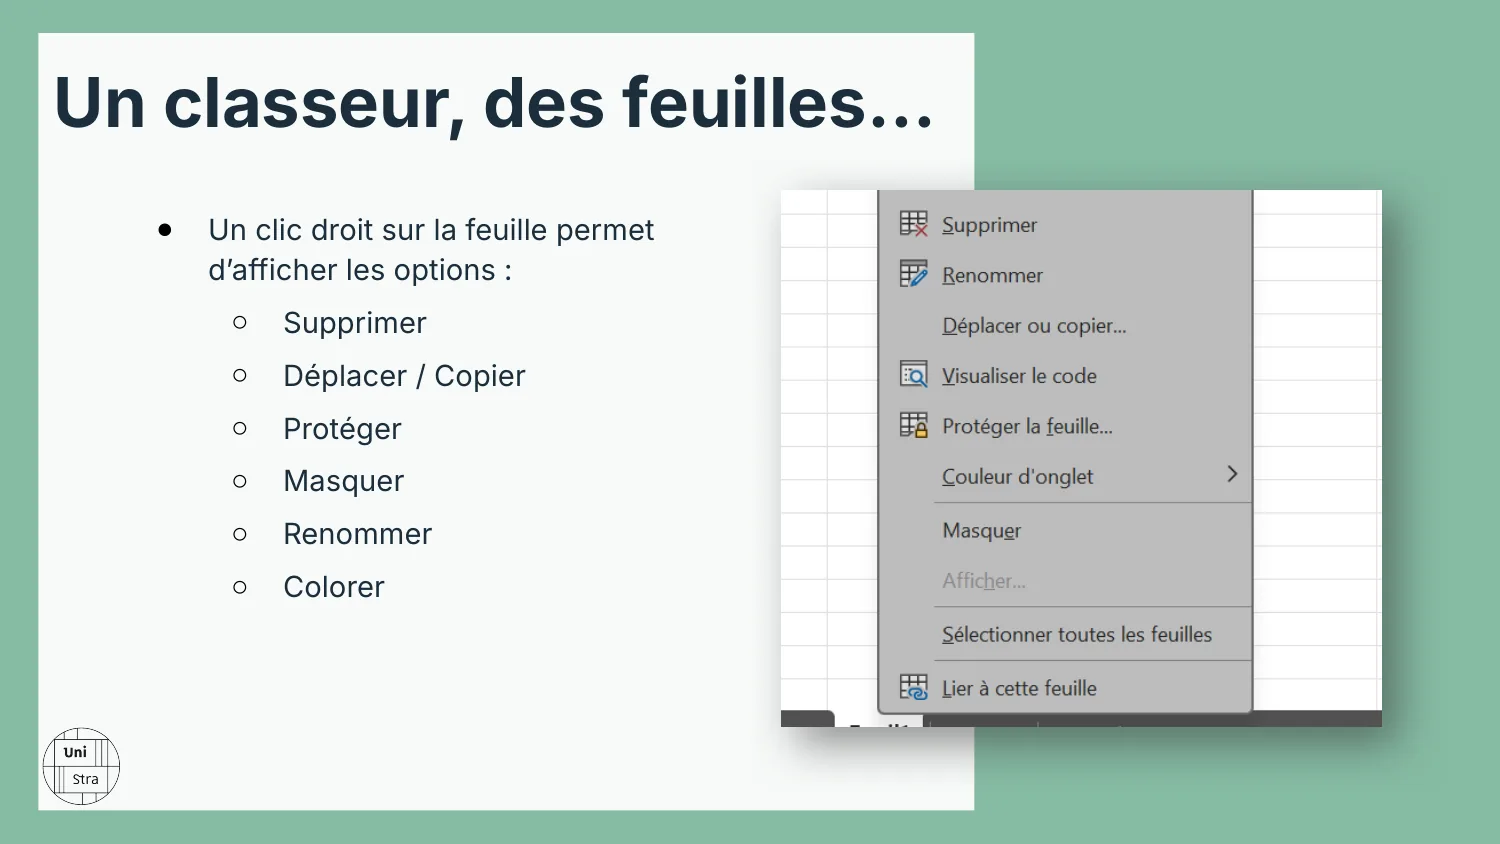 Un classeur, des feuilles...
Un clic droit sur la feuille permet
d’afficher les options :
Supprimer
Déplacer / Copier
Protéger
Masquer
Renommer
Colorer
Supprimer
Renommer
Déplacer ou copier...
Visualiser le code
Protéger la feuille...
Couleur d'onglet
Masquer
Afficher...
Sélectionner toutes les feuilles
Lier à cette feuille
Uni
Stra